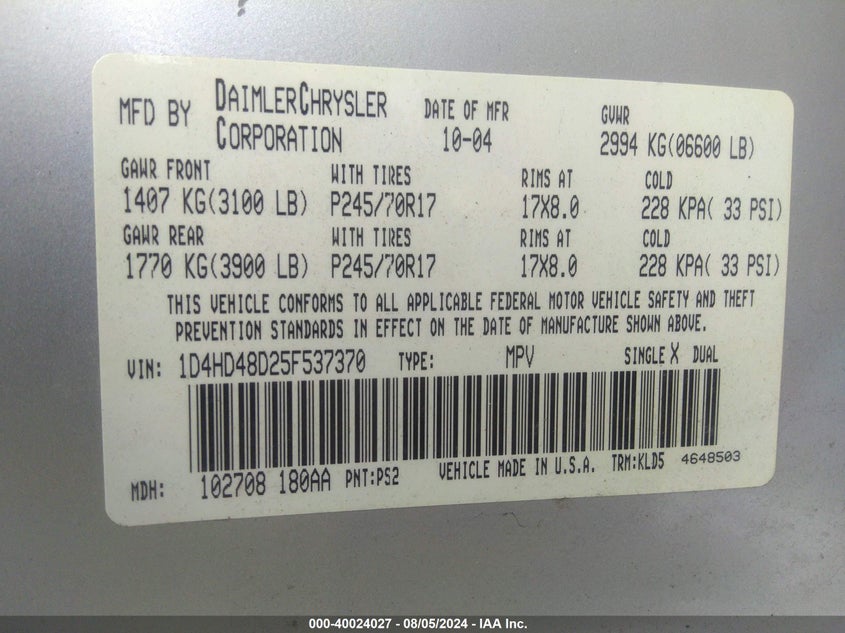 MFD BY DAIMLERCHRYSLER CORPORATION DATE OF MFR 10-04 GVWR 2994 KG(06600 LB)
GAWR FRONT WITH TIRES RIMS AT COLD
1407 KG(3100 LB) P245/70R17 17X8.0 228 KPA( 33 PSI)
GAWR REAR WITH TIRES RIMS AT COLD
1770 KG(3900 LB) P245/70R17 17X8.0 228 KPA( 33 PSI)
THIS VEHICLE CONFORMS TO ALL APPLICABLE FEDERAL MOTOR VEHICLE SAFETY AND THEFT
PREVENTION STANDARDS IN EFFECT ON THE DATE OF MANUFACTURE SHOWN ABOVE.
VIN: 1D4HD48D25F537370 TYPE: MPV SINGLE X DUAL
MDH: 102708 180AA PNT:PS2 VEHICLE MADE IN U.S.A. TRM:KLD5 4648503
000-40024027 - 08/05/2024 - IAA Inc.